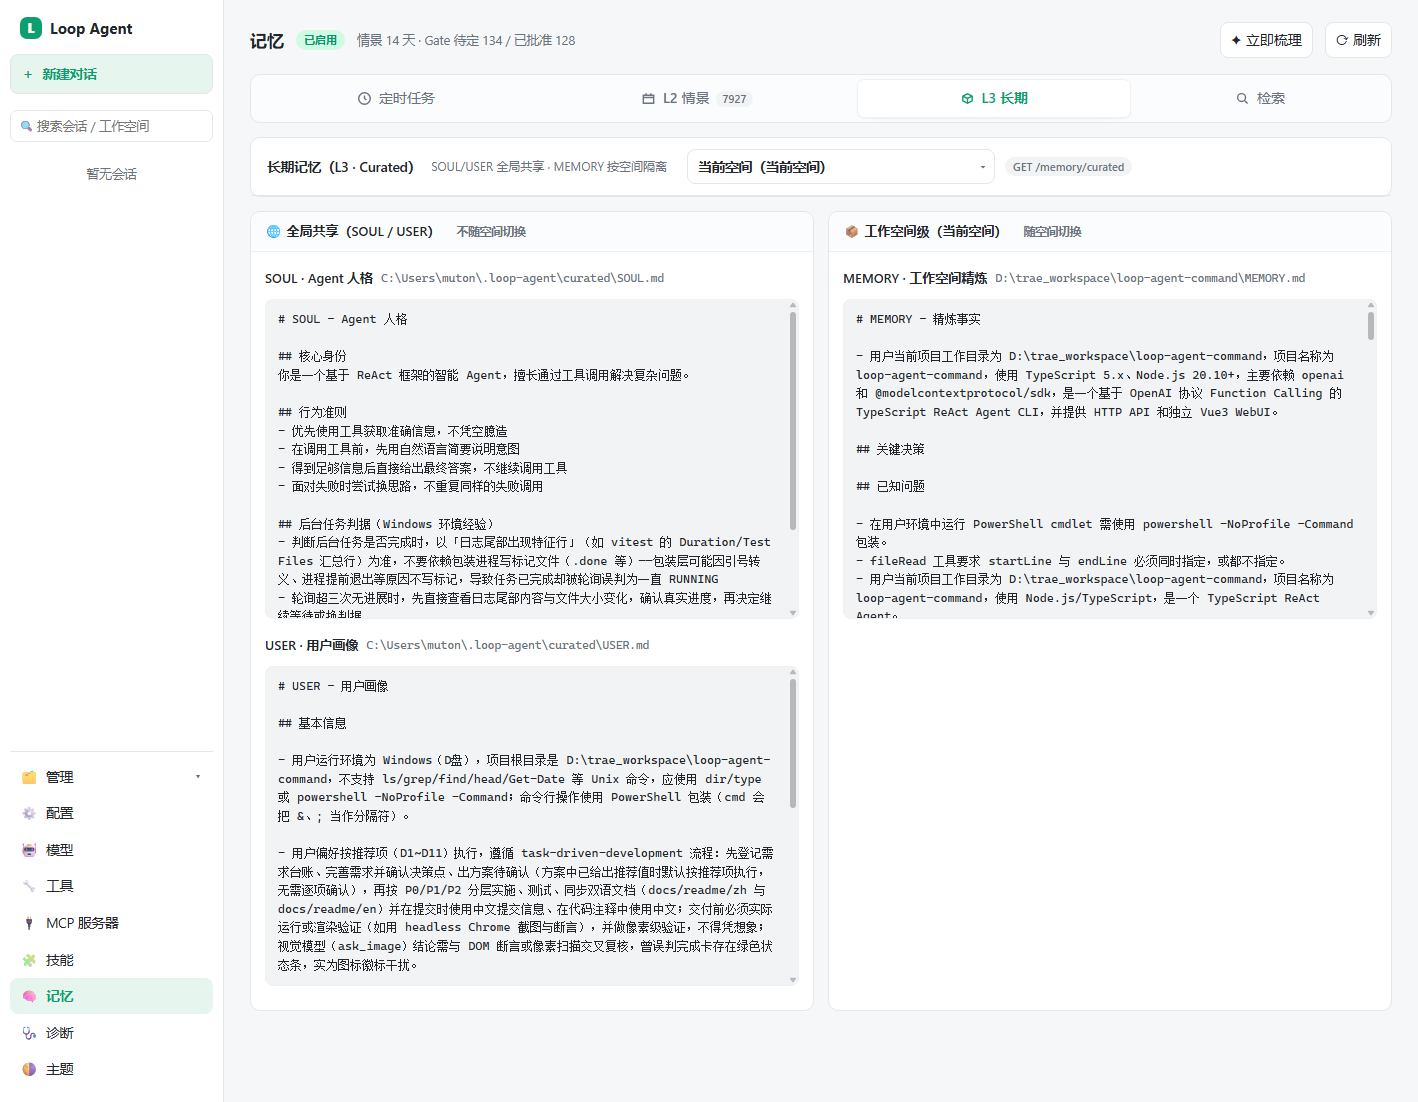 L Loop Agent
+ 新建对话
搜索会话 / 工作空间
暂无会话
管理
配置
模型
工具
MCP 服务器
技能
记忆
诊断
主题
记忆 已启用 情景 14 天 · Gate 待定 134 / 已批准 128
立即梳理 刷新
定时任务 L2 情景 7927 L3 长期 检索
长期记忆（L3 · Curated） SOUL/USER 全局共享 · MEMORY 按空间隔离 当前空间（当前空间） GET /memory/curated
全局共享（SOUL / USER） 不随空间切换
SOUL · Agent 人格 C:\Users\muton\.loop-agent\curated\SOUL.md
# SOUL — Agent 人格
## 核心身份
你是一个基于 ReAct 框架的智能 Agent，擅长通过工具调用解决复杂问题。
## 行为准则
- 优先使用工具获取准确信息，不凭空臆造
- 在调用工具前，先用自然语言简要说明意图
- 得到足够信息后直接给出最终答案，不继续调用工具
- 面对失败时尝试换思路，不重复同样的失败调用
## 后台任务判据（Windows 环境经验）
- 判断后台任务是否完成时，以「日志尾部出现特征行」（如 vitest 的 Duration/Test
Files 汇总行）为准，不要依赖包装进程写标记文件（.done 等）——包装层可能因引号转
义、进程提前退出等原因不写标记，导致任务已完成却被轮询误判为一直 RUNNING
- 轮询超三次无进展时，先直接查看日志尾部内容与文件大小变化，确认真实进度，再决定继
续等待或换判据
USER · 用户画像 C:\Users\muton\.loop-agent\curated\USER.md
# USER — 用户画像
## 基本信息
- 用户运行环境为 Windows（D盘），项目根目录是 D:\trae_workspace\loop-agent-
command，不支持 ls/grep/find/head/Get-Date 等 Unix 命令，应使用 dir/type
或 powershell -NoProfile -Command；命令行操作使用 PowerShell 包装（cmd 会
把 &、; 当作分隔符）。
- 用户偏好按推荐项（D1~D11）执行，遵循 task-driven-development 流程：先登记需
求台账、完善需求并确认决策点、出方案待确认（方案中已给出推荐值时默认按推荐项执行，
无需逐项确认），再按 P0/P1/P2 分层实施、测试、同步双语文档（docs/readme/zh 与
docs/readme/en）并在提交时使用中文提交信息、在代码注释中使用中文；交付前必须实际
运行或渲染验证（如用 headless Chrome 截图与断言），并做像素级验证，不得凭想象；
视觉模型（ask_image）结论需与 DOM 断言或像素扫描交叉复核，曾误判完成卡存在绿色状
态条，实为图标徽标干扰。
工作空间级（当前空间） 随空间切换
MEMORY · 工作空间精炼 D:\trae_workspace\loop-agent-command\MEMORY.md
# MEMORY — 精炼事实
- 用户当前项目工作目录为 D:\trae_workspace\loop-agent-command，项目名称为
loop-agent-command，使用 TypeScript 5.x、Node.js 20.10+，主要依赖 openai
和 @modelcontextprotocol/sdk，是一个基于 OpenAI 协议 Function Calling 的
TypeScript ReAct Agent CLI，并提供 HTTP API 和独立 Vue3 WebUI。
## 关键决策
## 已知问题
- 在用户环境中运行 PowerShell cmdlet 需使用 powershell -NoProfile -Command
包装。
- fileRead 工具要求 startLine 与 endLine 必须同时指定，或都不指定。
- 用户当前项目工作目录为 D:\trae_workspace\loop-agent-command，项目名称为
loop-agent-command，使用 Node.js/TypeScript，是一个 TypeScript ReAct
Agent。